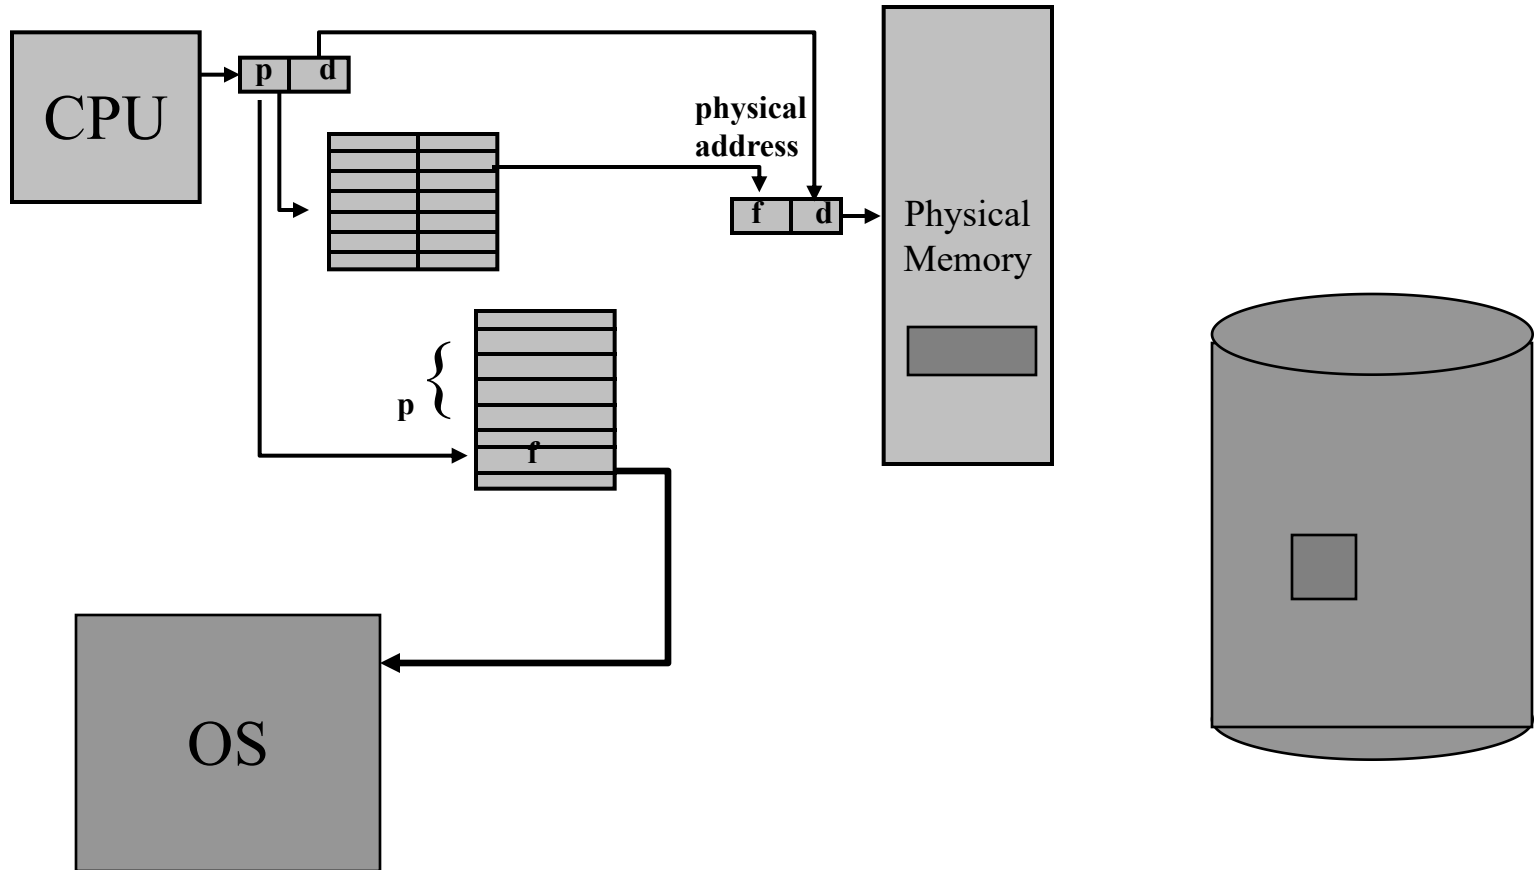 CPU
p d
physical
address
f d
Physical
Memory
p
f
OS